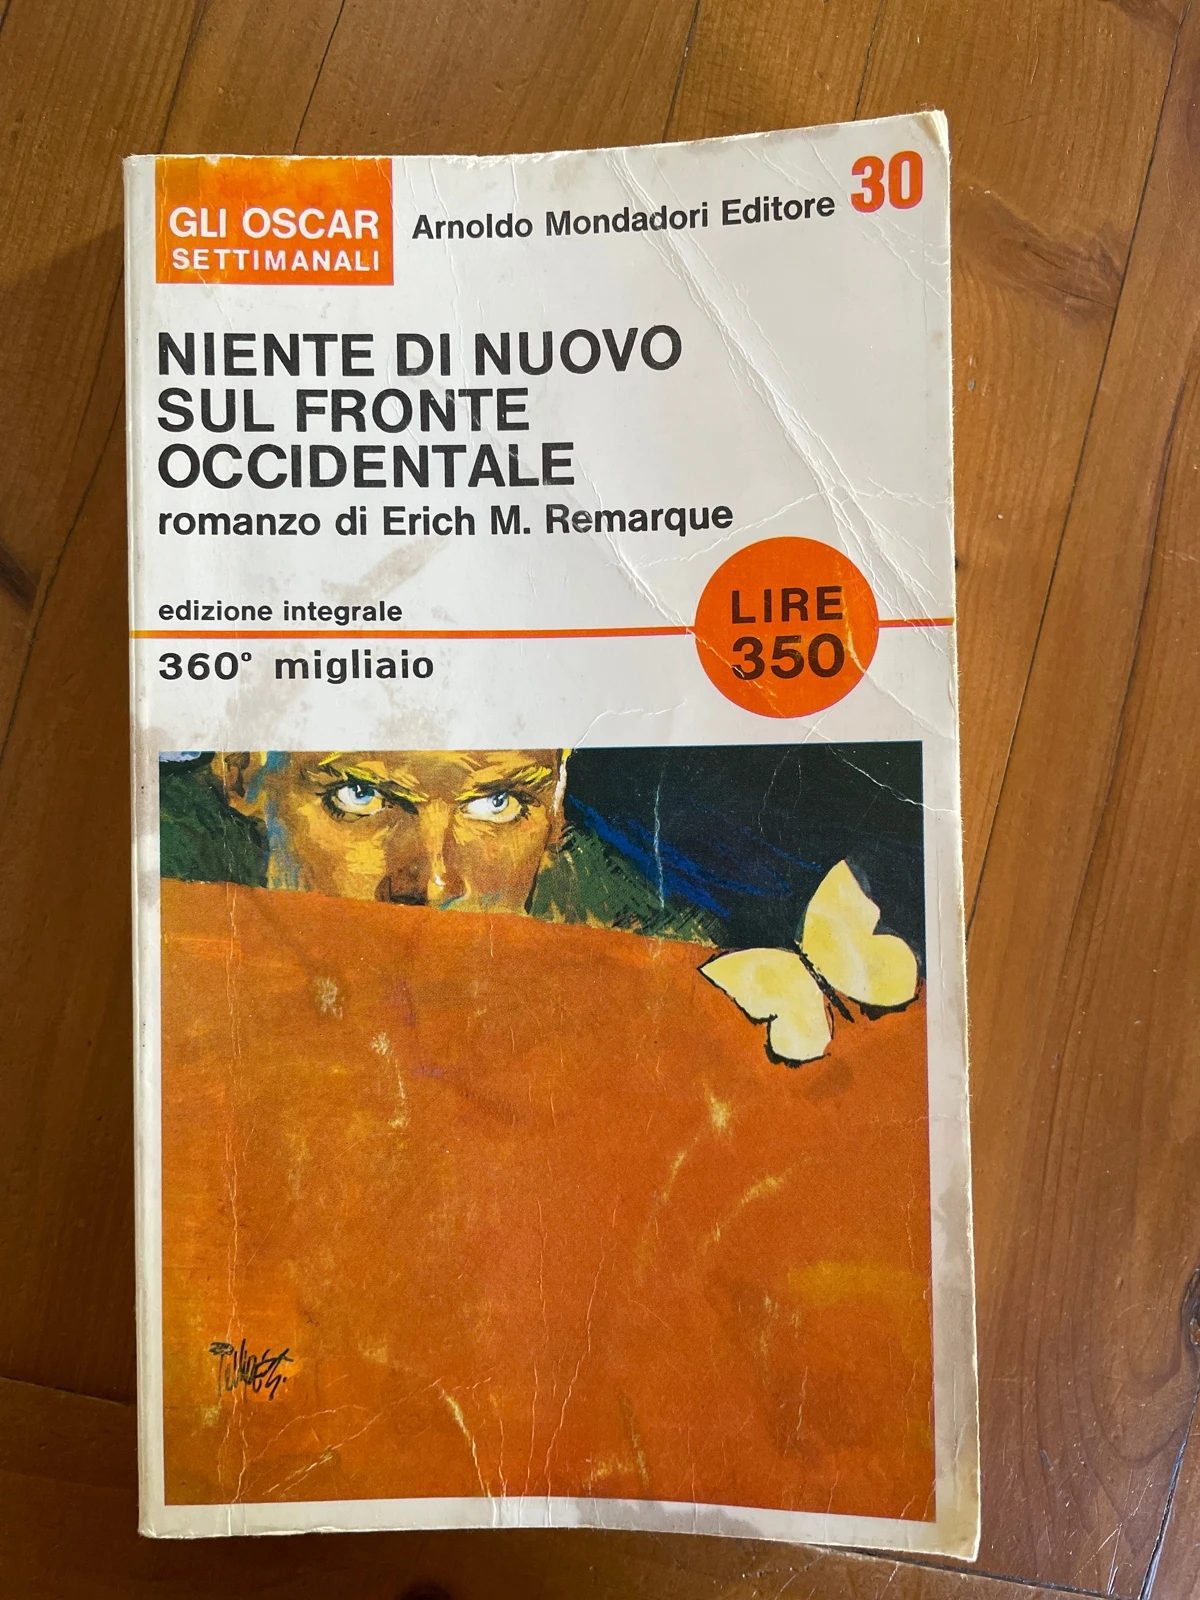 GLI OSCAR
SETTIMANALI
Arnoldo Mondadori Editore
30
NIENTE DI NUOVO
SUL FRONTE
OCCIDENTALE
romanzo di Erich M. Remarque
edizione integrale
360° migliaio
LIRE
350